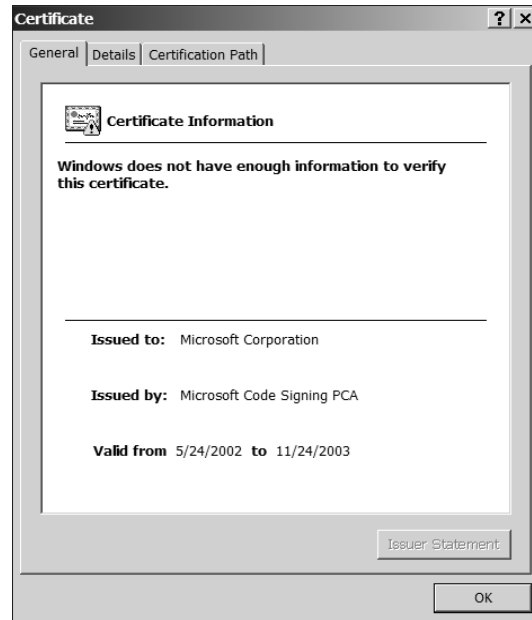 Certificate
General Details Certification Path
Certificate Information
Windows does not have enough information to verify
this certificate.
Issued to: Microsoft Corporation
Issued by: Microsoft Code Signing PCA
Valid from 5/24/2002 to 11/24/2003
Issuer Statement
OK